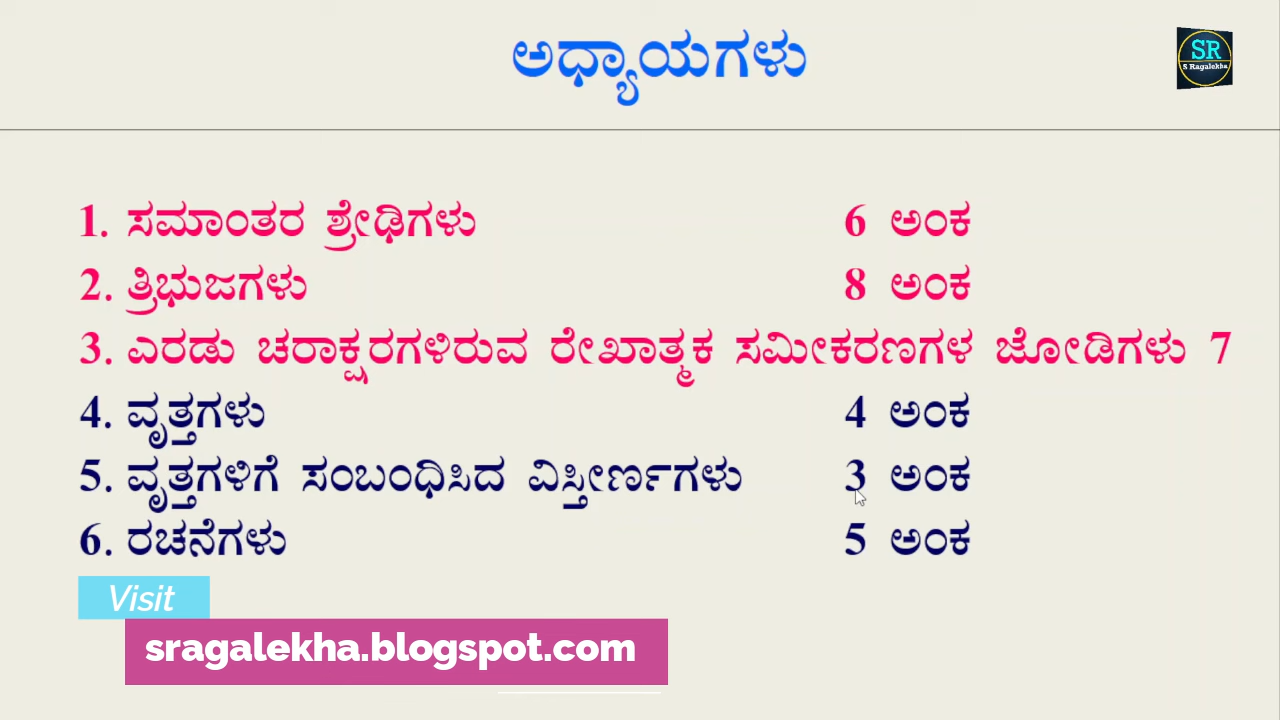 ಅಧ್ಯಾಯಗಳು
SR
S Ragalekha
1. ಸಮಾಂತರ ಶ್ರೇಢಿಗಳು 6 ಅಂಕ
2. ತ್ರಿಭುಜಗಳು 8 ಅಂಕ
3. ಎರಡು ಚರಾಕ್ಷರಗಳಿರುವ ರೇಖಾತ್ಮಕ ಸಮೀಕರಣಗಳ ಜೋಡಿಗಳು 7
4. ವೃತ್ತಗಳು 4 ಅಂಕ
5. ವೃತ್ತಗಳಿಗೆ ಸಂಬಂಧಿಸಿದ ವಿಸ್ತೀರ್ಣಗಳು 3 ಅಂಕ
6. ರಚನೆಗಳು 5 ಅಂಕ
Visit
sragalekha.blogspot.com